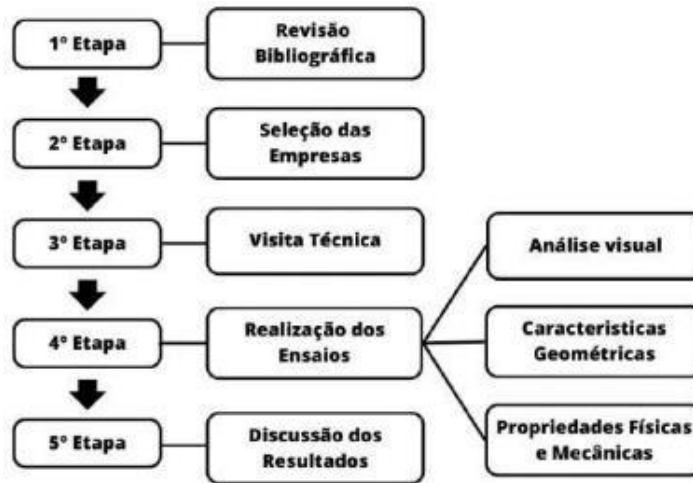 1º Etapa
Revisão
Bibliográfica
2º Etapa
Seleção das
Empresas
3º Etapa
Visita Técnica
4º Etapa
Realização dos
Ensaios
Análise visual
Caracteristicas
Geométricas
Propriedades Físicas
e Mecânicas
5º Etapa
Discussão dos
Resultados